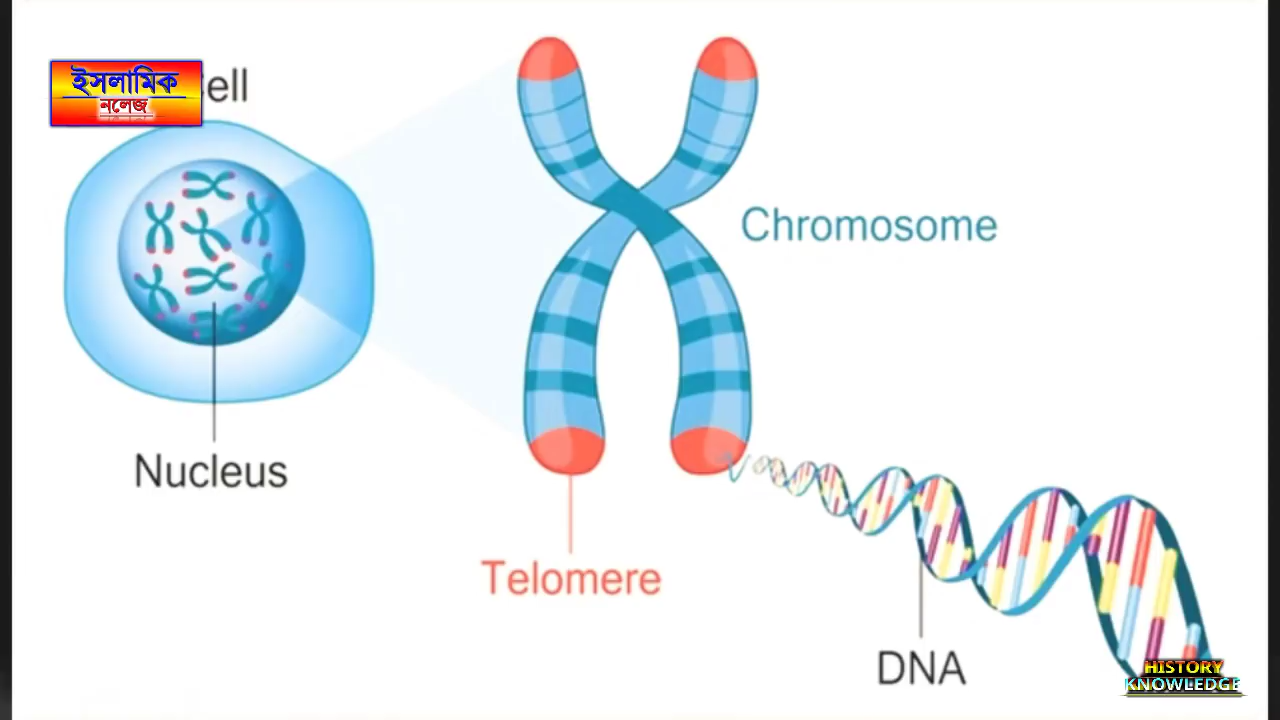 ইসলামিক
নলেজ
ell
Chromosome
Nucleus
Telomere
DNA
HISTORY
KNOWLEDGE